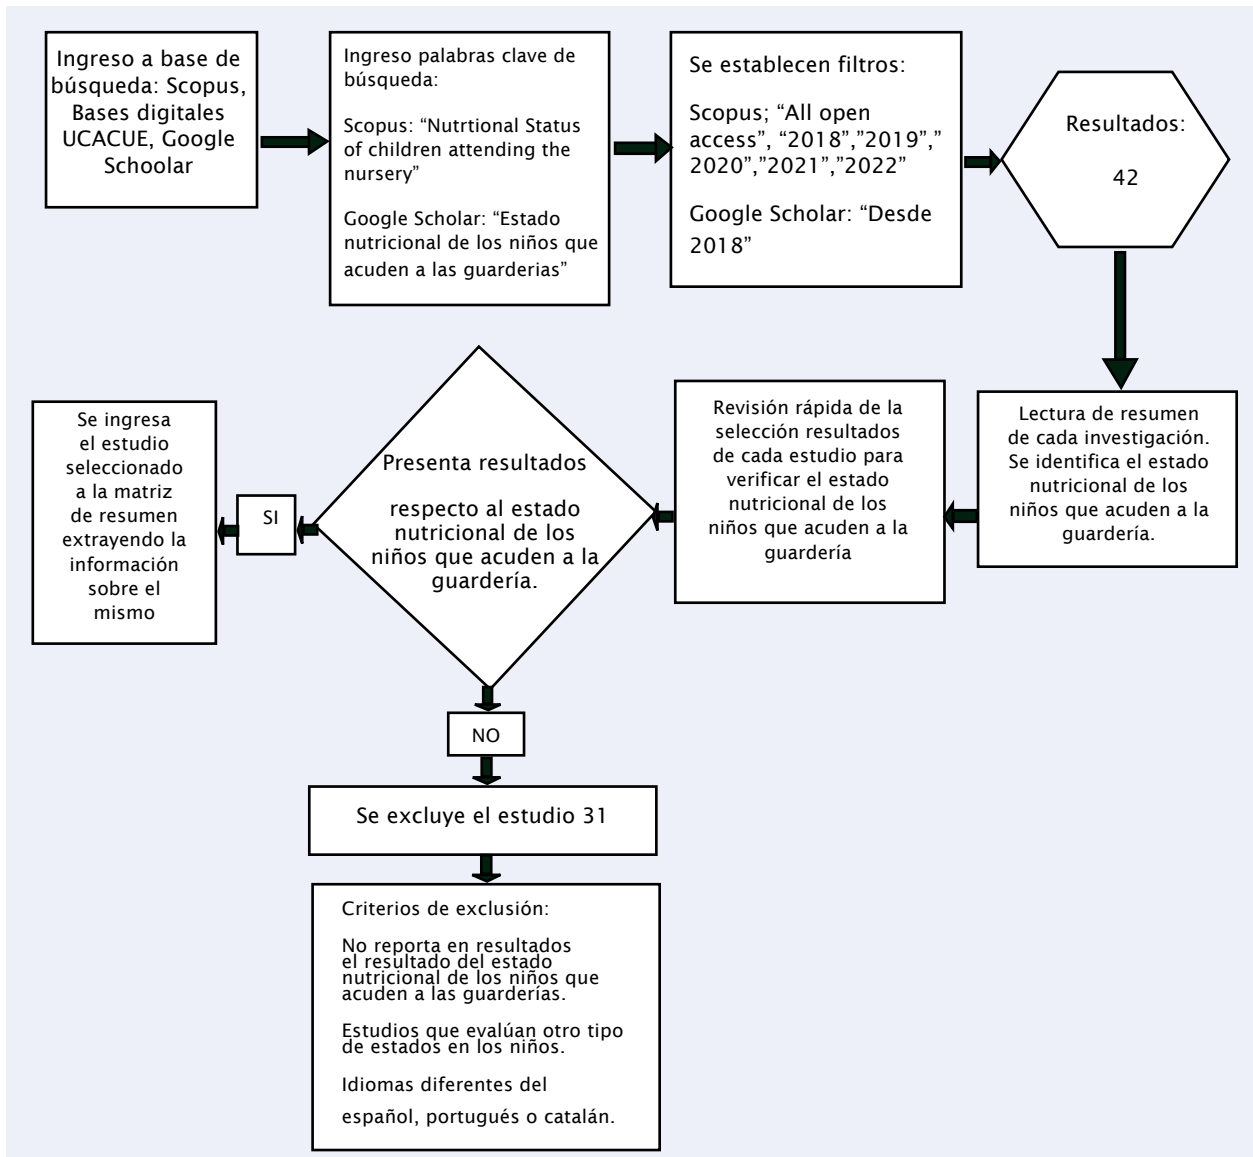 Ingreso a base de
búsqueda: Scopus,
Bases digitales
UCACUE, Google
Schoolar
Ingreso palabras clave de
búsqueda:
Scopus: “Nutrtional Status
of children attending the
nursery”
Google Scholar: “Estado
nutricional de los niños que
acuden a las guarderias”
Se establecen filtros:
Scopus; “All open
access”, “2018”,”2019”,”
2020”,”2021”,”2022”
Google Scholar: “Desde
2018”
Resultados:
42
Lectura de resumen
de cada investigación.
Se identifica el estado
nutricional de los
niños que acuden a la
guardería.
Revisión rápida de la
selección resultados
de cada estudio para
verificar el estado
nutricional de los
niños que acuden a la
guardería
Presenta resultados
respecto al estado
nutricional de los
niños que acuden a la
guardería.
SI
Se ingresa
el estudio
seleccionado
a la matriz
de resumen
extrayendo la
información
sobre el
mismo
NO
Se excluye el estudio 31
Criterios de exclusión:
No reporta en resultados
el resultado del estado
nutricional de los niños que
acuden a las guarderías.
Estudios que evalúan otro tipo
de estados en los niños.
Idiomas diferentes del
español, portugués o catalán.